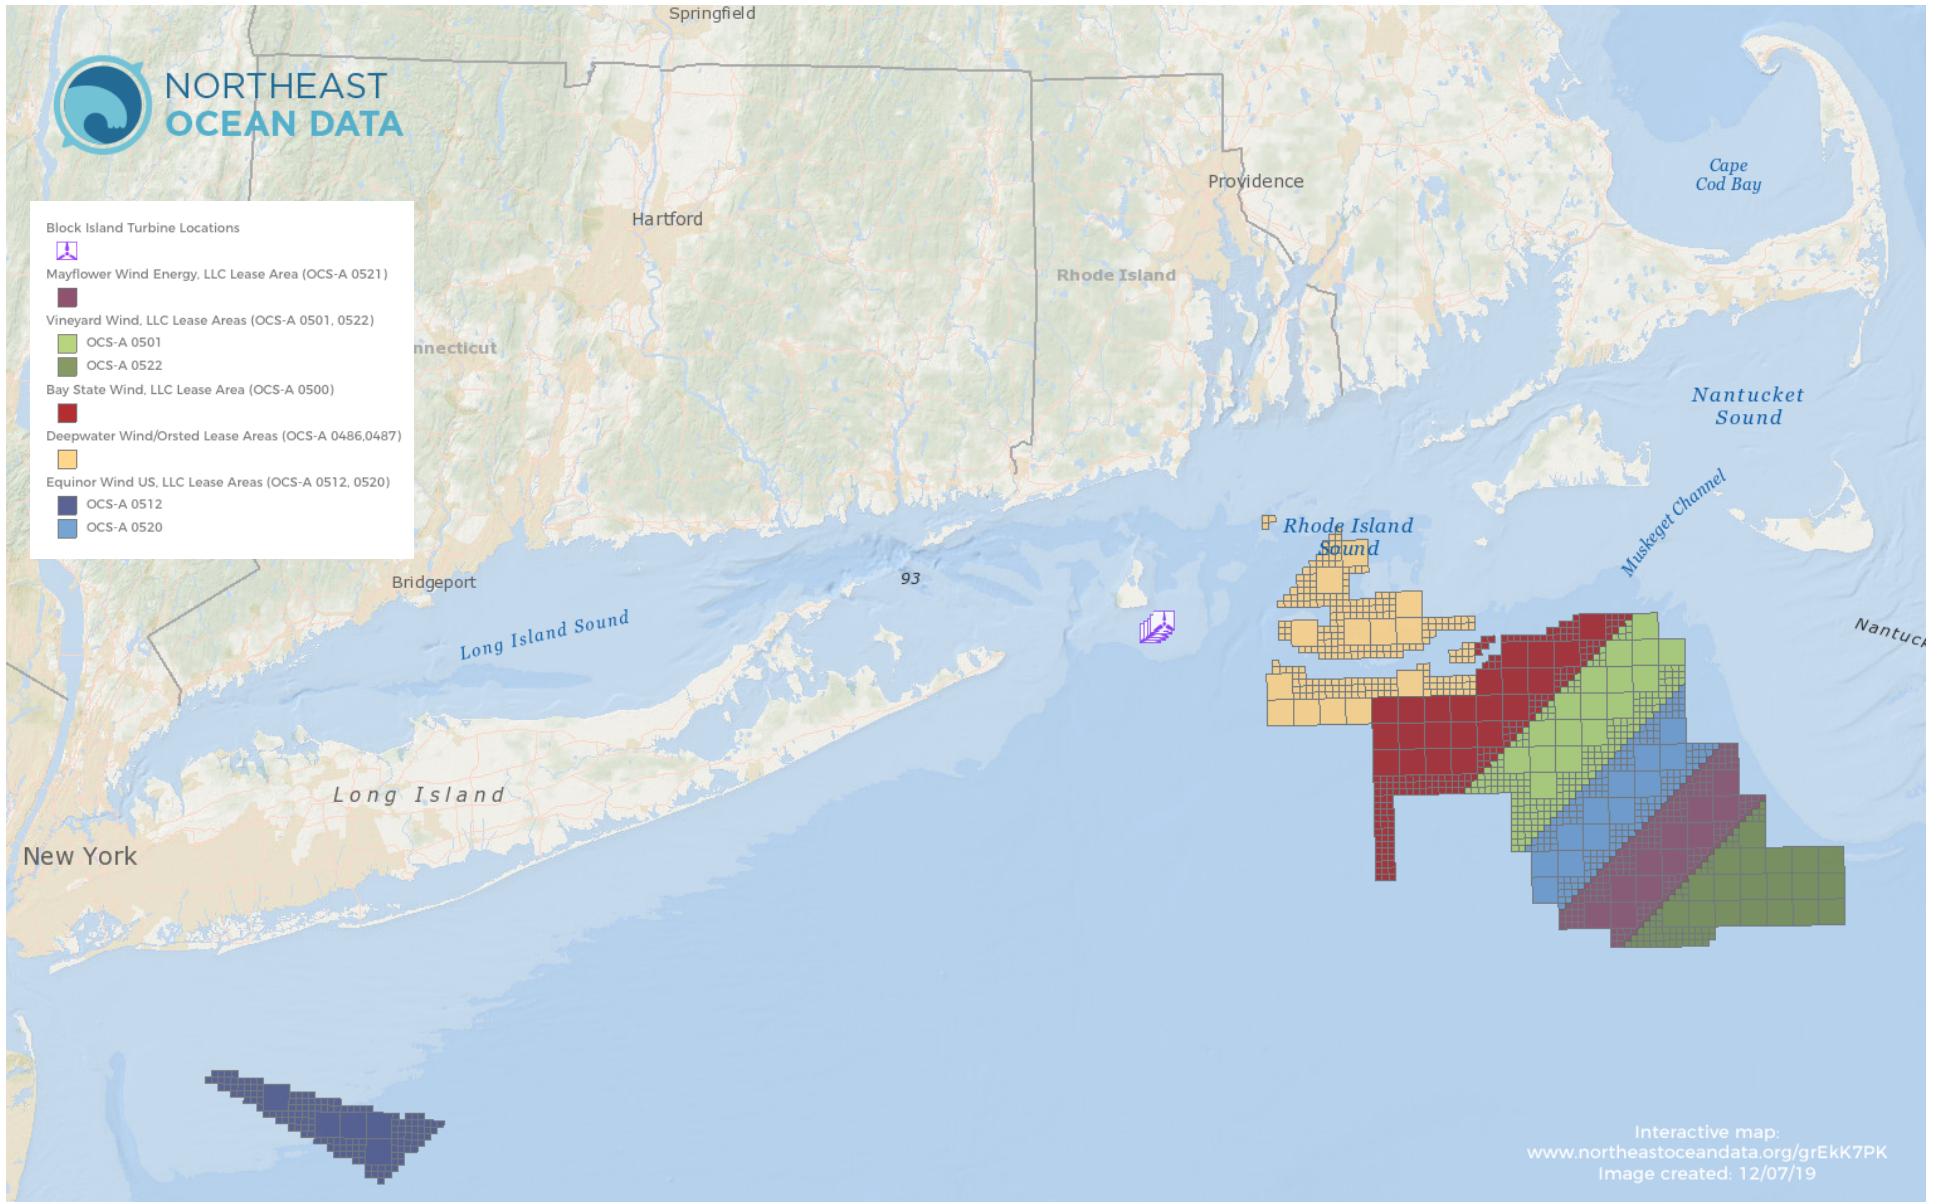 Springfield
NORTHEAST
OCEAN DATA
Cape
Cod Bay
Providence
Hartford
Block Island Turbine Locations
Mayflower Wind Energy, LLC Lease Area (OCS-A 0521)
Vineyard Wind, LLC Lease Areas (OCS-A 0501, 0522)
OCS-A 0501
OCS-A 0522
Bay State Wind, LLC Lease Area (OCS-A 0500)
Deepwater Wind/Orsted Lease Areas (OCS-A 0486,0487)
Equinor Wind US, LLC Lease Areas (OCS-A 0512, 0520)
OCS-A 0512
OCS-A 0520
Rhode Island
nnecticut
Nantucket
Sound
Muskeget Channel
Rhode Island
Sound
93
Bridgeport
Long Island Sound
Nantuck
Long Island
New York
Interactive map:
www.northeastoceandata.org/grEkK7PK
Image created: 12/07/19